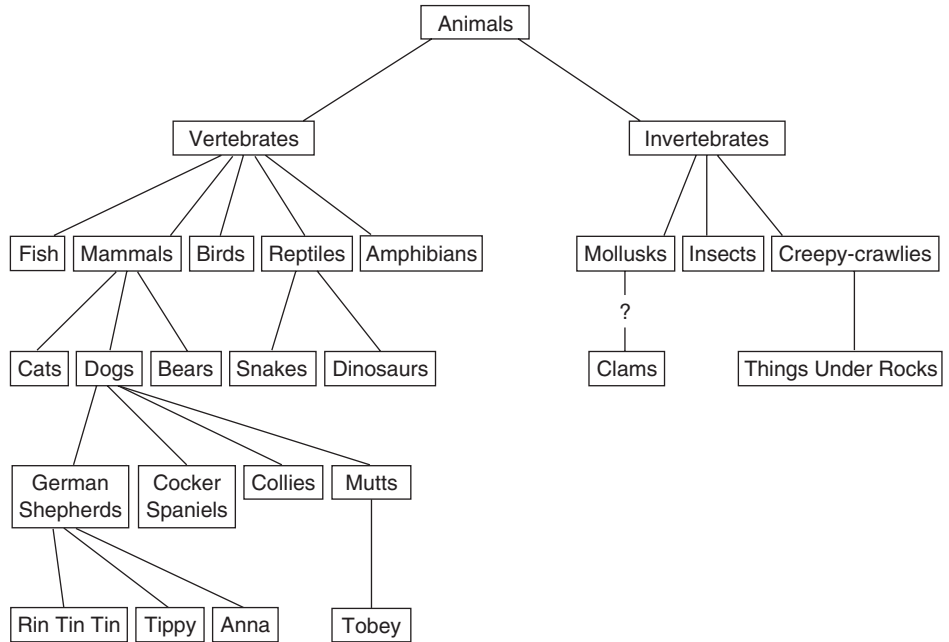 Animals
Vertebrates
Invertebrates
Fish
Mammals
Birds
Reptiles
Amphibians
Mollusks
Insects
Creepy-crawlies
?
Cats
Dogs
Bears
Snakes
Dinosaurs
Clams
Things Under Rocks
German
Shepherds
Cocker
Spaniels
Collies
Mutts
Rin Tin Tin
Tippy
Anna
Tobey